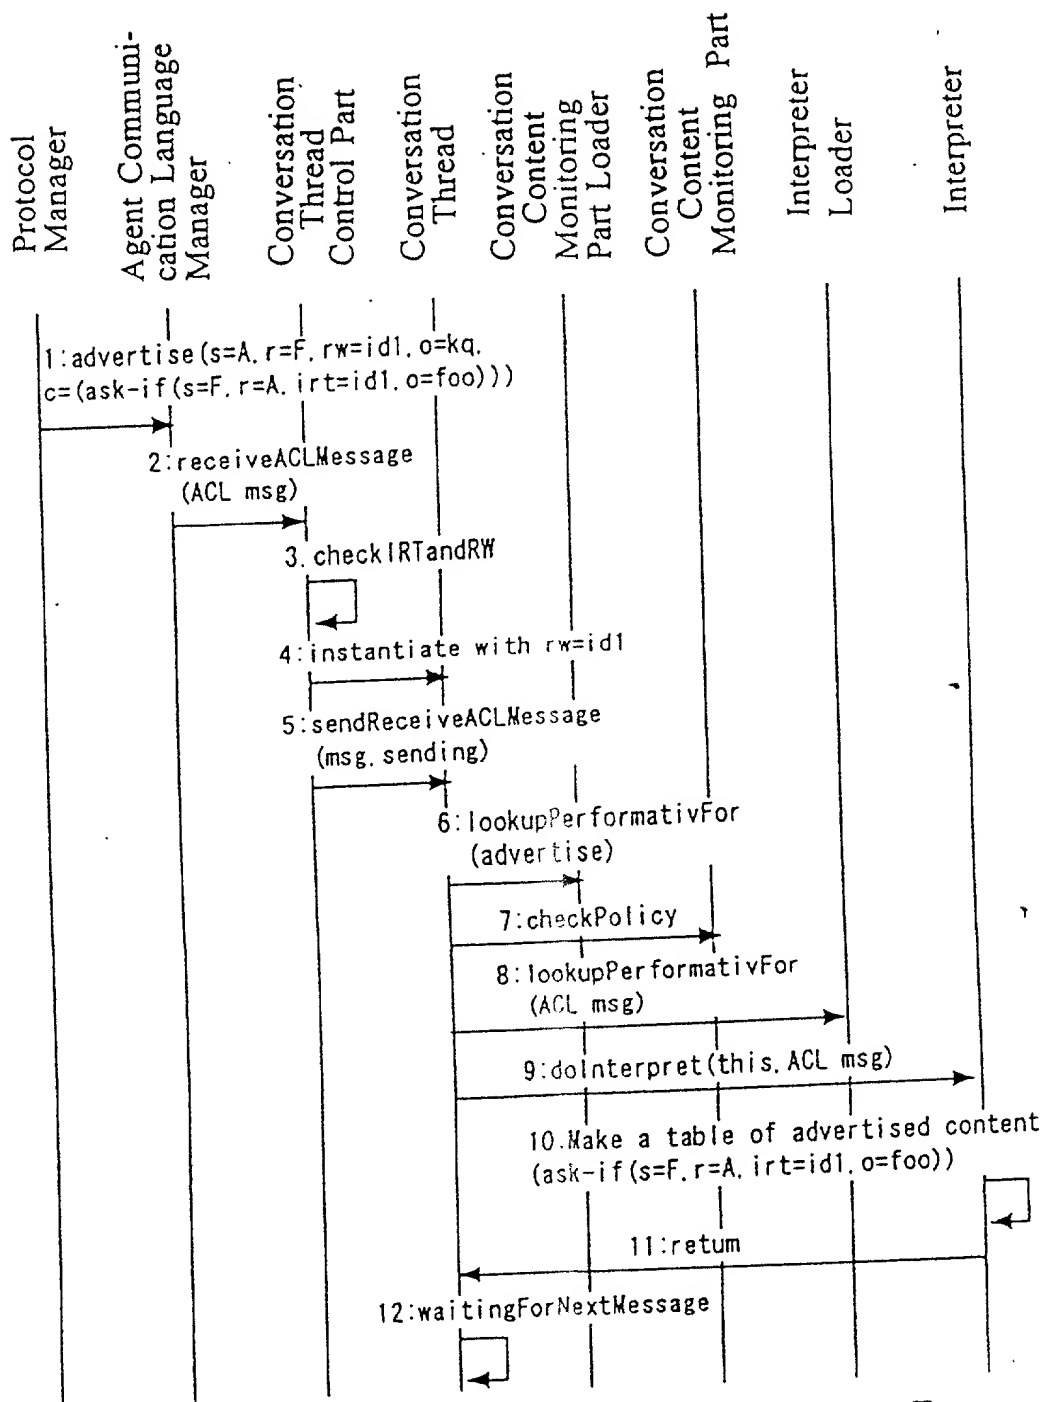 Protocol
Manager
Agent Communi-
cation Language
Manager
Conversation
Thread
Control Part
Conversation
Thread
Conversation
Content
Monitoring
Part Loader
Conversation
Content
Monitoring Part
Interpreter
Loader
Interpreter
1:advertise(s=A, r=F, rw=id1, o=kq,
c=(ask-if(s=F, r=A, irt=id1, o=foo)))
2:receiveACLMessage
(ACL msg)
3. checkIRTandRW
4:instantiate with rw=id1
5:sendReceiveACLMessage
(msg, sending)
6:lookupPerformativFor
(advertise)
7:checkPolicy
8:lookupPerformativFor
(ACL msg)
9:doInterpret(this, ACL msg)
10.Make a table of advertised content
(ask-if(s=F, r=A, irt=id1, o=foo))
11:retum
12:waitingForNextMessage